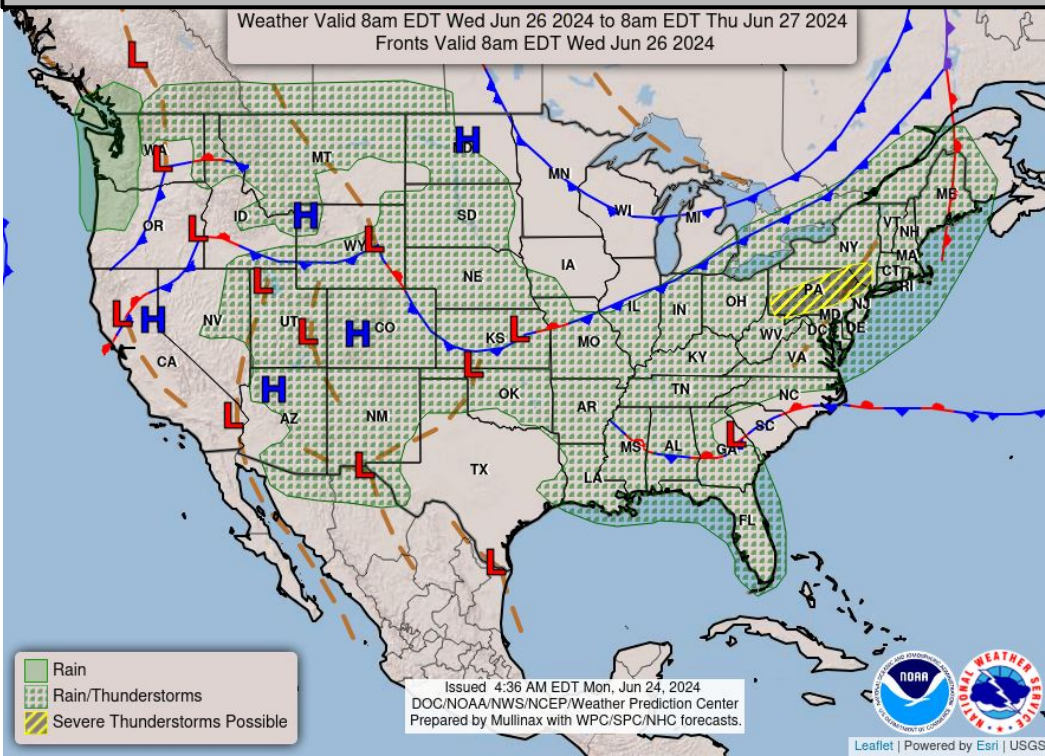 Weather Valid 8am EDT Wed Jun 26 2024 to 8am EDT Thu Jun 27 2024
Fronts Valid 8am EDT Wed Jun 26 2024
L
WA
L
MT
ND
H
MN
ME
OR
L
ID
H
WY
L
SD
WI
MI
VT
NH
NY
MA
CT
RI
L
NE
IA
PA
NJ
L
H
NV
UT
L
H
CO
KS
L
IL
IN
OH
MD
DC
DE
WV
CA
L
MO
KY
VA
H
AZ
NM
OK
AR
TN
NC
L
L
TX
MS
AL
GA
L
SC
LA
FL
L
Rain
Rain/Thunderstorms
Severe Thunderstorms Possible
Issued 4:36 AM EDT Mon, Jun 24, 2024
DOC/NOAA/NWS/NCEP/Weather Prediction Center
Prepared by Mullinax with WPC/SPC/NHC forecasts.
NOAA
NATIONAL WEATHER SERVICE
Leaflet | Powered by Esri | USGS